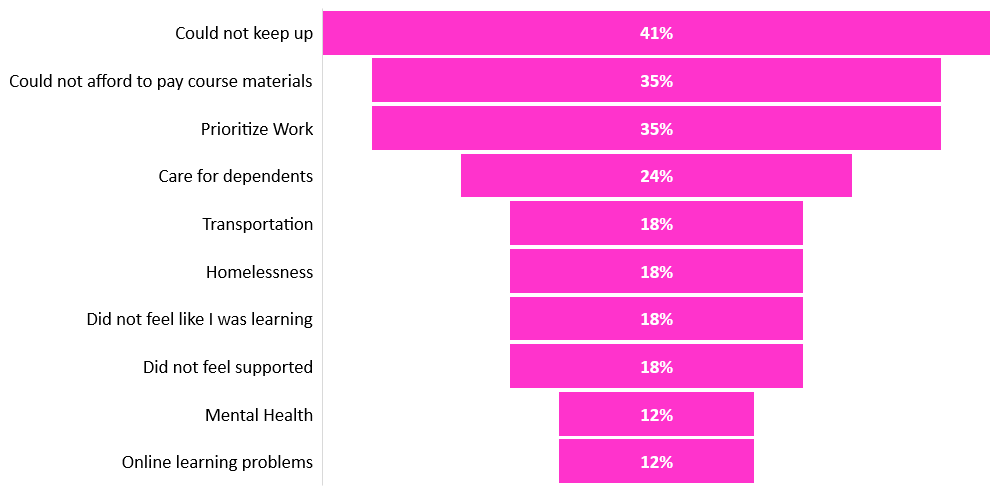 Could not keep up 41%
Could not afford to pay course materials 35%
Prioritize Work 35%
Care for dependents 24%
Transportation 18%
Homelessness 18%
Did not feel like I was learning 18%
Did not feel supported 18%
Mental Health 12%
Online learning problems 12%